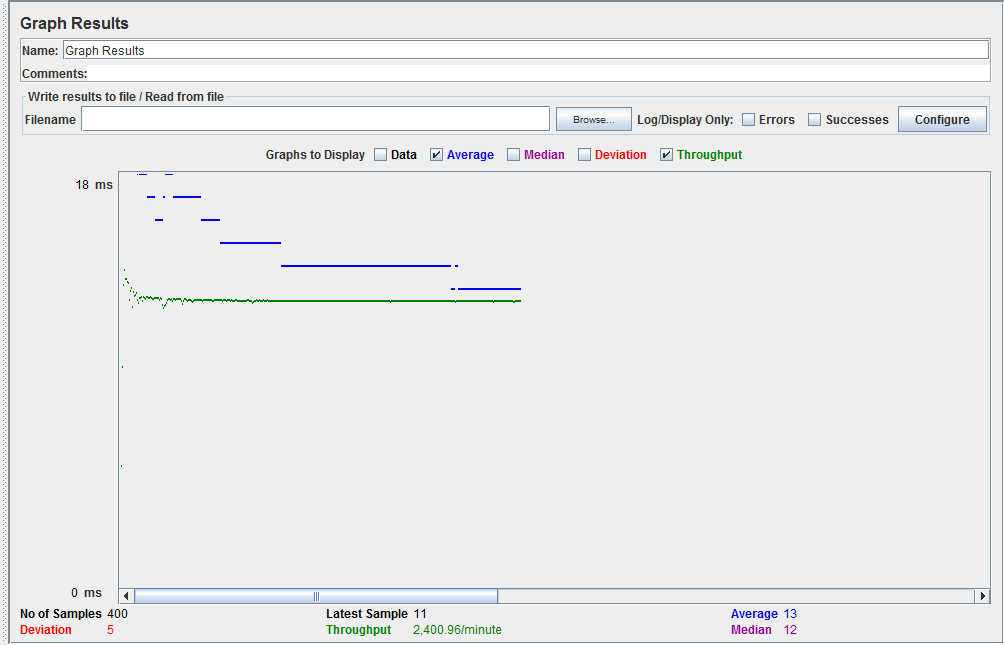 Graph Results
Name: Graph Results
Comments:
Write results to file / Read from file
Filename Browse... Log/Display Only: Errors Successes Configure
Graphs to Display Data Average Median Deviation Throughput
18 ms
0 ms
No of Samples 400 Latest Sample 11 Average 13
Deviation 5 Throughput 2,400.96/minute Median 12